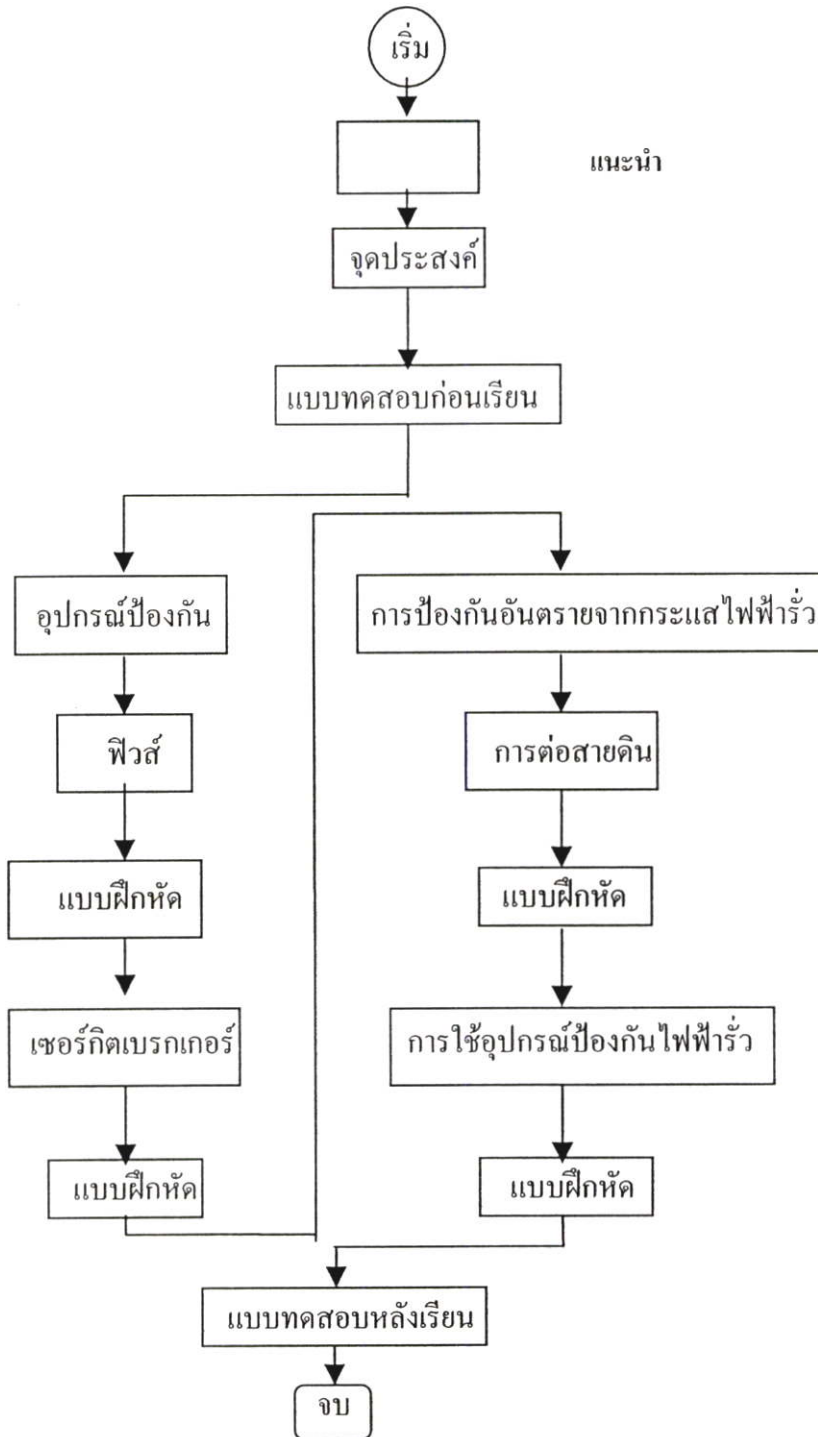 เริ่ม
แนะนำ
จุดประสงค์
แบบทดสอบก่อนเรียน
อุปกรณ์ป้องกัน
ฟิวส์
แบบฝึกหัด
เซอร์กิตเบรกเกอร์
แบบฝึกหัด
การป้องกันอันตรายจากกระแสไฟฟ้ารั่ว
การต่อสายดิน
แบบฝึกหัด
การใช้อุปกรณ์ป้องกันไฟฟ้ารั่ว
แบบฝึกหัด
แบบทดสอบหลังเรียน
จบ